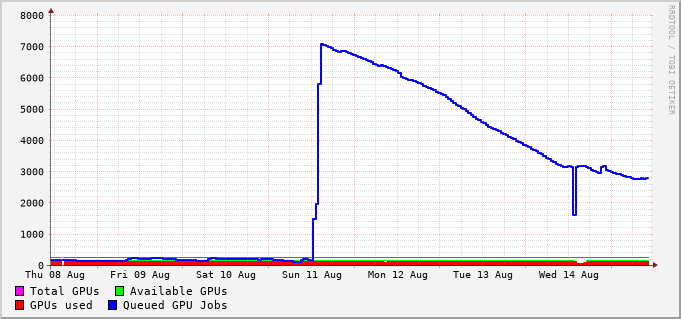 RRDTOOL / TOBI OETIKER
8000
7000
6000
5000
4000
3000
2000
1000
0
Thu 08 Aug Fri 09 Aug Sat 10 Aug Sun 11 Aug Mon 12 Aug Tue 13 Aug Wed 14 Aug
Total GPUs Available GPUs
GPUs used Queued GPU Jobs